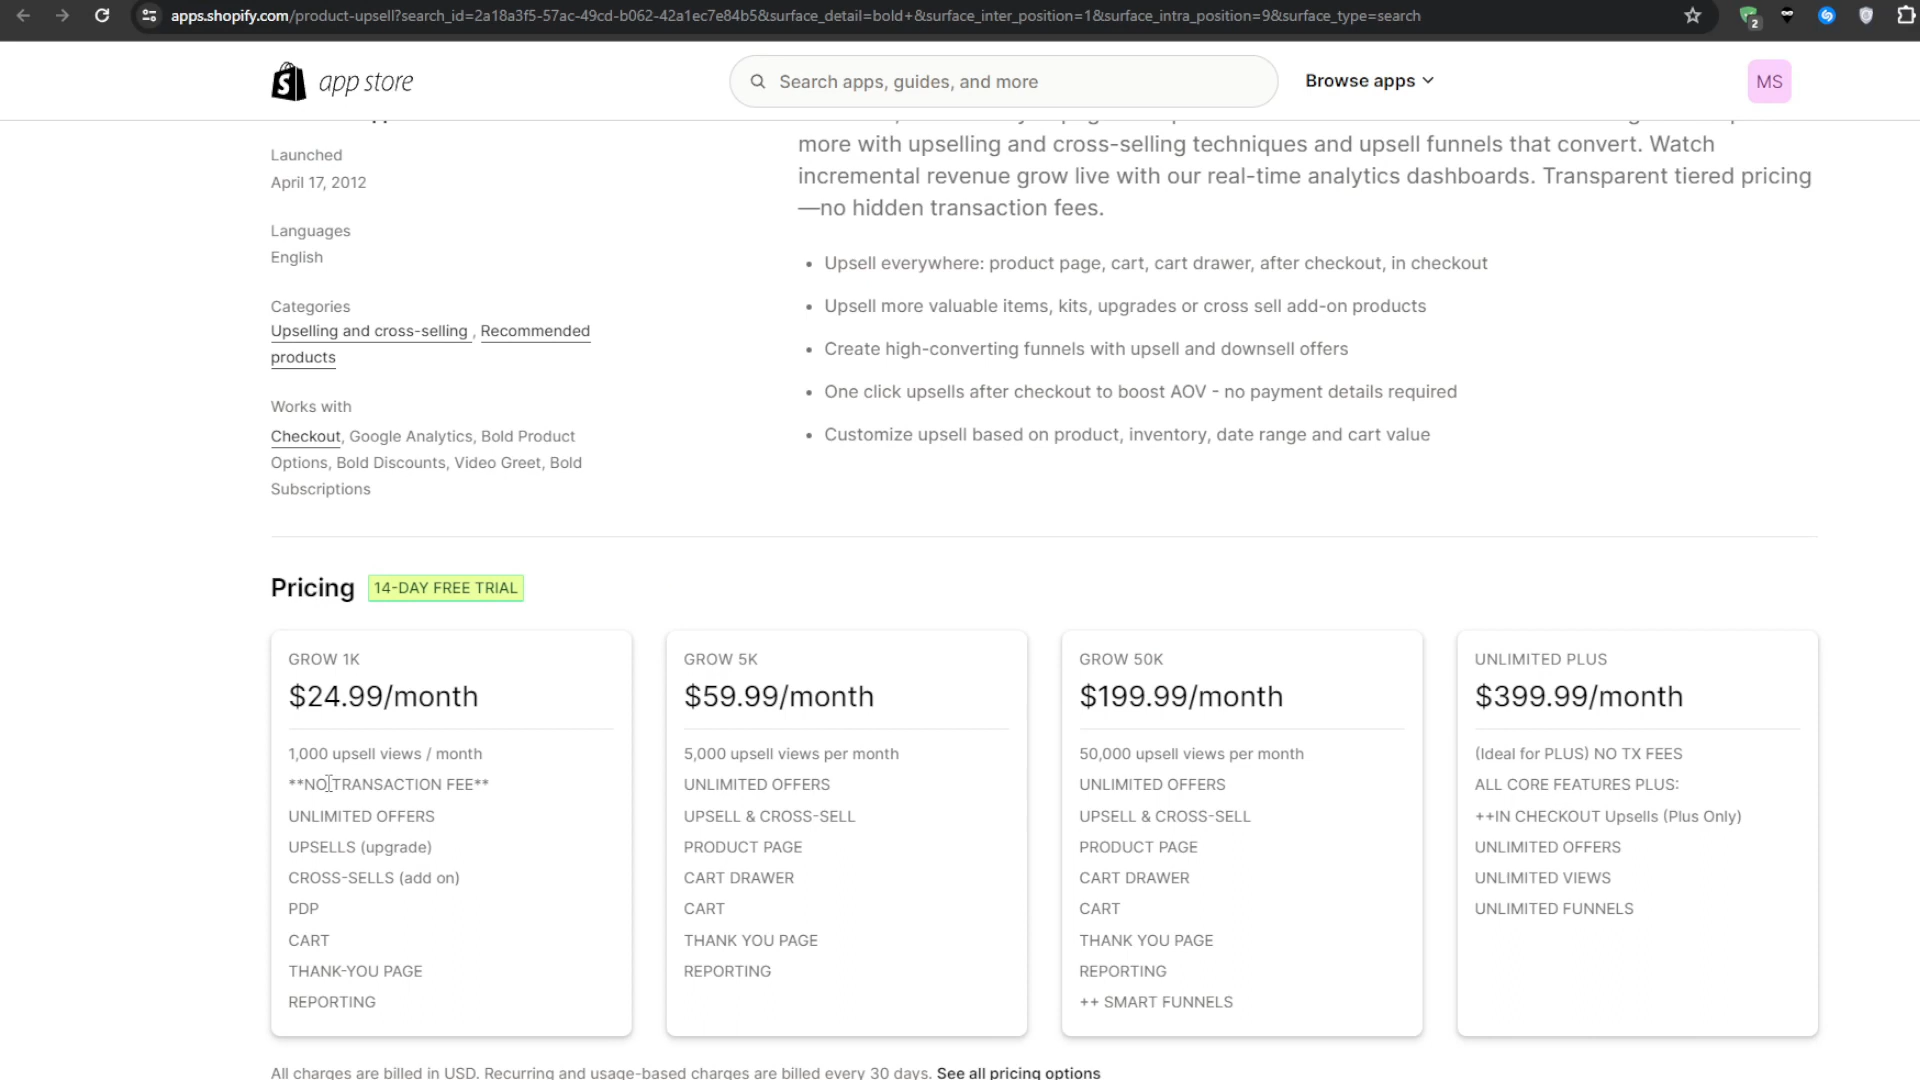 apps.shopify.com/product-upsell?search_id=2a18a3f5-57ac-49cd-b062-42a1ec7e84b5&surface_detail=bold+&surface_inter_position=1&surface_intra_position=9&surface_type=search
2
app store
Search apps, guides, and more
Browse apps
MS
Launched
April 17, 2012
Languages
English
Categories
Upselling and cross-selling , Recommended
products
Works with
Checkout, Google Analytics, Bold Product
Options, Bold Discounts, Video Greet, Bold
Subscriptions
more with upselling and cross-selling techniques and upsell funnels that convert. Watch
incremental revenue grow live with our real-time analytics dashboards. Transparent tiered pricing
—no hidden transaction fees.
• Upsell everywhere: product page, cart, cart drawer, after checkout, in checkout
• Upsell more valuable items, kits, upgrades or cross sell add-on products
• Create high-converting funnels with upsell and downsell offers
• One click upsells after checkout to boost AOV - no payment details required
• Customize upsell based on product, inventory, date range and cart value
Pricing 14-DAY FREE TRIAL
GROW 1K
$24.99/month
1,000 upsell views / month
**NO TRANSACTION FEE**
UNLIMITED OFFERS
UPSELLS (upgrade)
CROSS-SELLS (add on)
PDP
CART
THANK-YOU PAGE
REPORTING
GROW 5K
$59.99/month
5,000 upsell views per month
UNLIMITED OFFERS
UPSELL & CROSS-SELL
PRODUCT PAGE
CART DRAWER
CART
THANK YOU PAGE
REPORTING
GROW 50K
$199.99/month
50,000 upsell views per month
UNLIMITED OFFERS
UPSELL & CROSS-SELL
PRODUCT PAGE
CART DRAWER
CART
THANK YOU PAGE
REPORTING
++ SMART FUNNELS
UNLIMITED PLUS
$399.99/month
(Ideal for PLUS) NO TX FEES
ALL CORE FEATURES PLUS:
++IN CHECKOUT Upsells (Plus Only)
UNLIMITED OFFERS
UNLIMITED VIEWS
UNLIMITED FUNNELS
All charges are billed in USD. Recurring and usage-based charges are billed every 30 days. See all pricing options